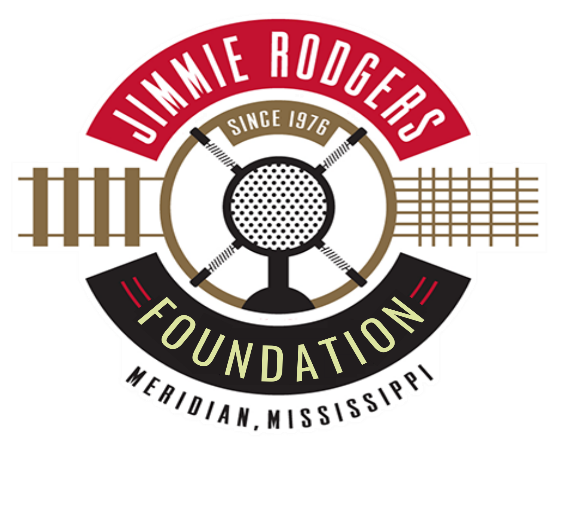 JIMMIE RODGERS
SINCE 1976
FOUNDATION
MERIDIAN, MISSISSIPPI